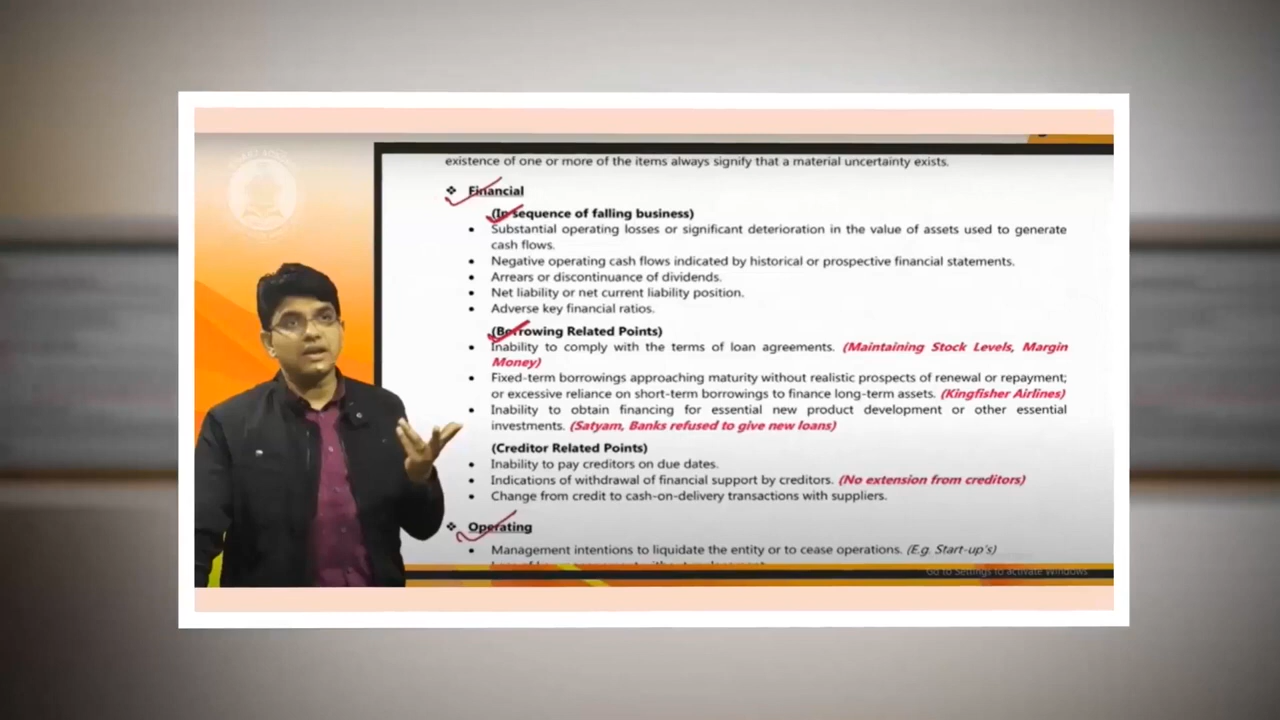 existence of one or more of the items always signify that a material uncertainty exists.
❖ Financial
(In sequence of falling business)
• Substantial operating losses or significant deterioration in the value of assets used to generate
cash flows.
• Negative operating cash flows indicated by historical or prospective financial statements.
• Arrears or discontinuance of dividends.
• Net liability or net current liability position.
• Adverse key financial ratios.
(Borrowing Related Points)
• Inability to comply with the terms of loan agreements. (Maintaining Stock Levels, Margin
Money)
• Fixed-term borrowings approaching maturity without realistic prospects of renewal or repayment;
or excessive reliance on short-term borrowings to finance long-term assets. (Kingfisher Airlines)
• Inability to obtain financing for essential new product development or other essential
investments. (Satyam, Banks refused to give new loans)
(Creditor Related Points)
• Inability to pay creditors on due dates.
• Indications of withdrawal of financial support by creditors. (No extension from creditors)
• Change from credit to cash-on-delivery transactions with suppliers.
❖ Operating
• Management intentions to liquidate the entity or to cease operations. (E.g. Start-up's)
Go to Settings to activate Windows.